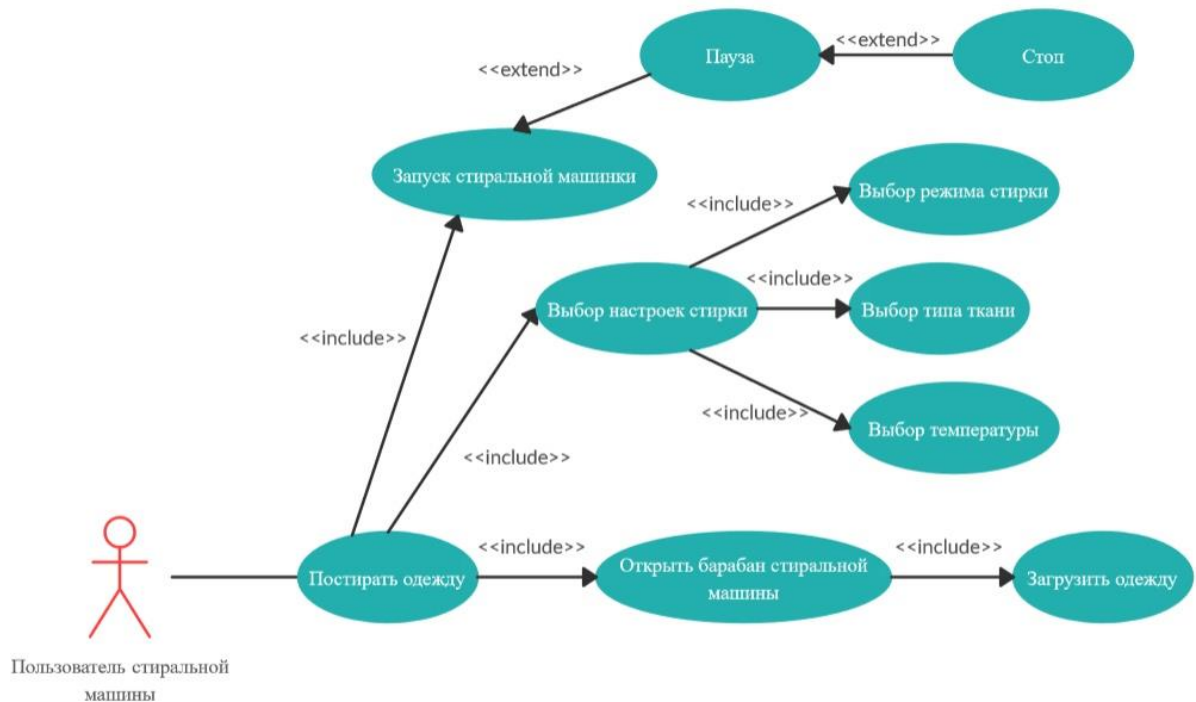 <<extend>>
Пауза
Стоп
<<extend>>
Запуск стиральной машинки
Выбор режима стирки
<<include>>
<<include>>
Выбор настроек стирки
Выбор типа ткани
<<include>>
<<include>>
Выбор температуры
<<include>>
Постирать одежду
<<include>>
Открыть барабан стиральной
машины
<<include>>
Загрузить одежду
Пользователь стиральной
машины